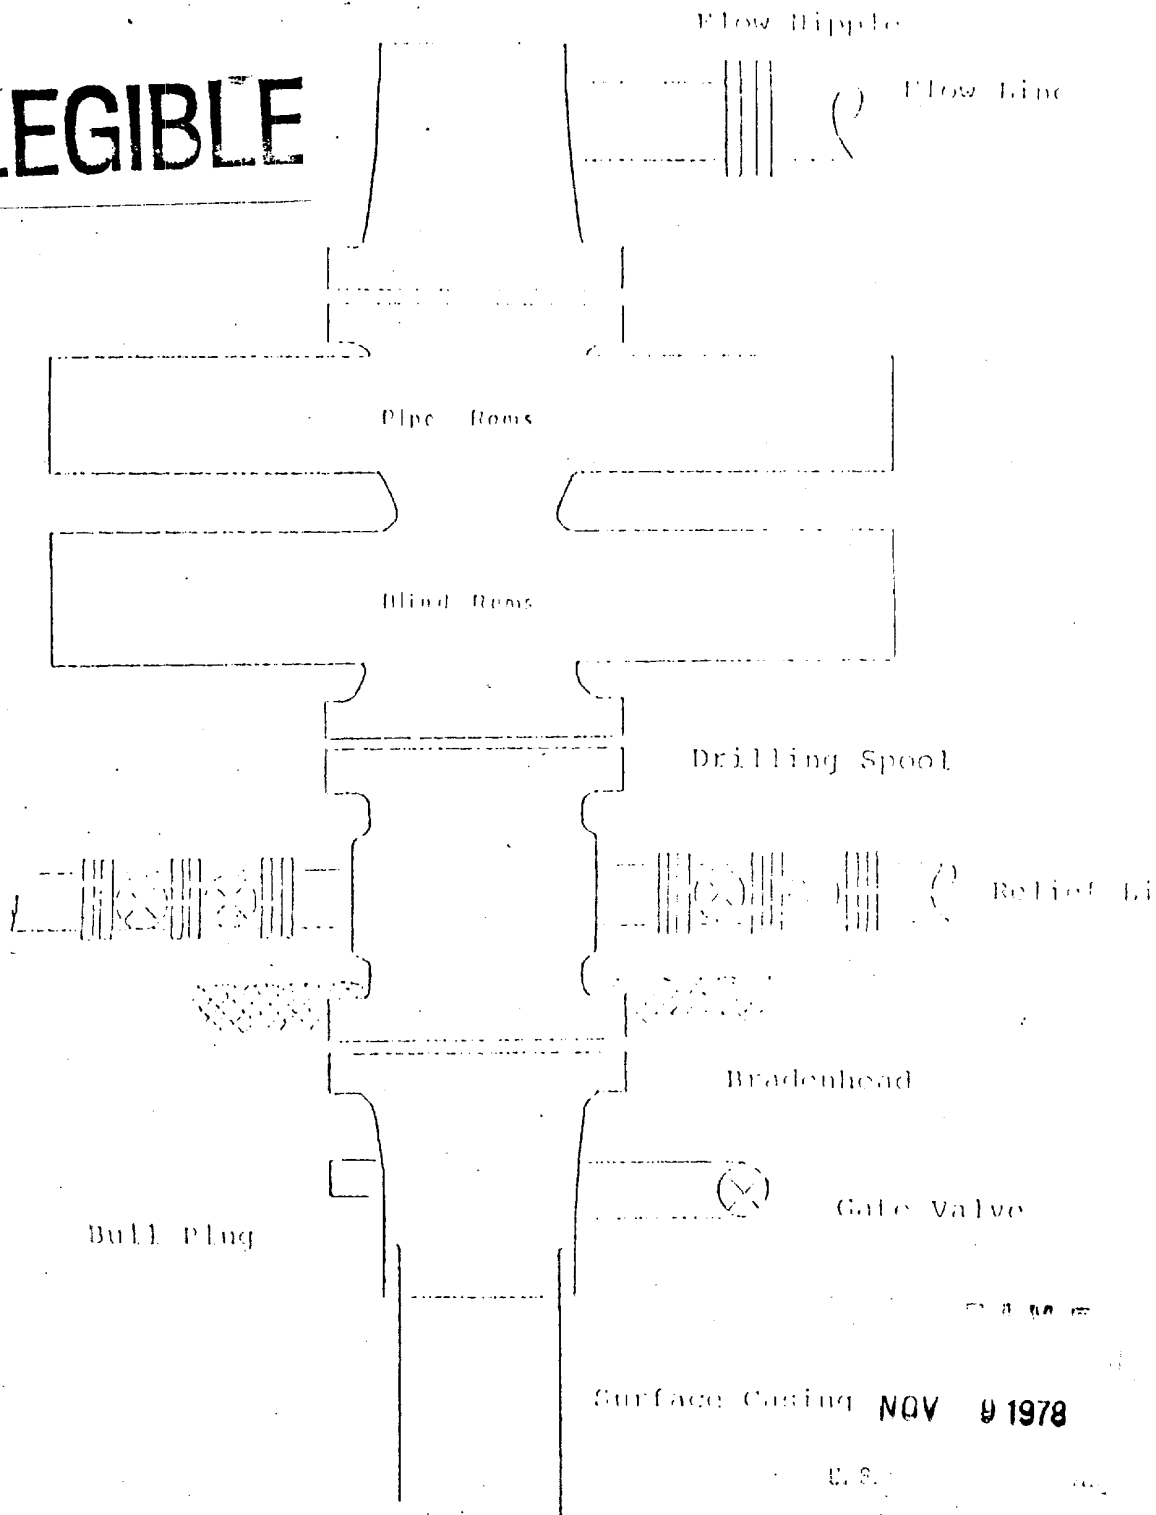 Flow Nipple
LEGIBLE
Flow Line
Pipe Rams
Blind Rams
Drilling Spool
Relief Li
Bradenhead
Gate Valve
Bull Plug
Surface Casing
NOV 9 1978
U. S.